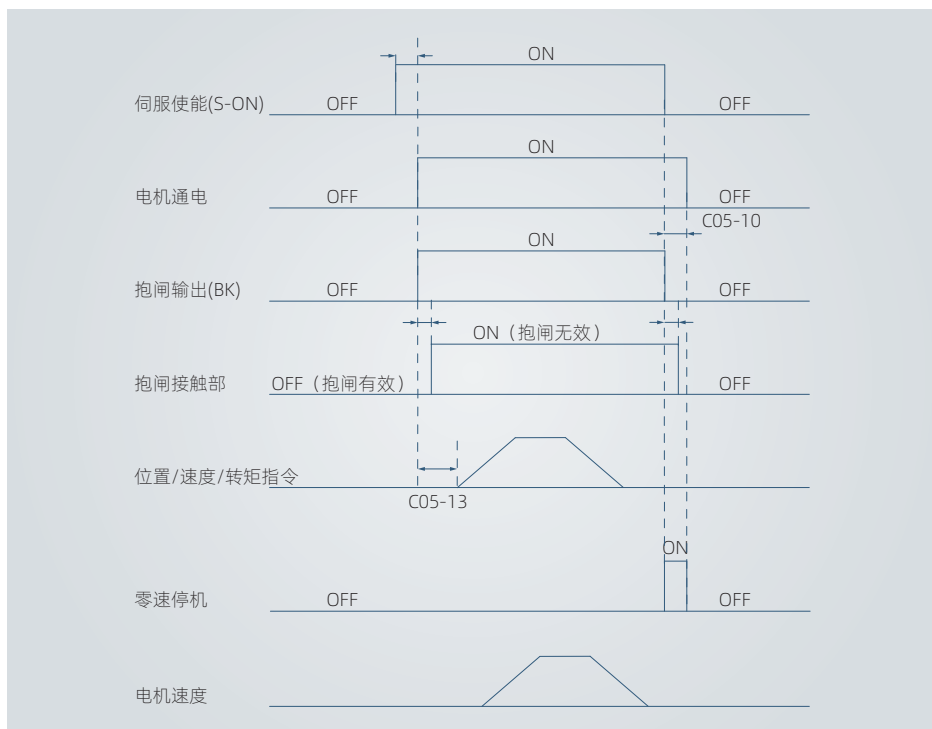 ON
伺服使能(S-ON) OFF OFF
ON
电机通电 OFF OFF
C05-10
ON
抱闸输出(BK) OFF OFF
ON（抱闸无效）
抱闸接触部 OFF（抱闸有效） OFF
位置/速度/转矩指令
C05-13
ON
零速停机 OFF OFF
电机速度